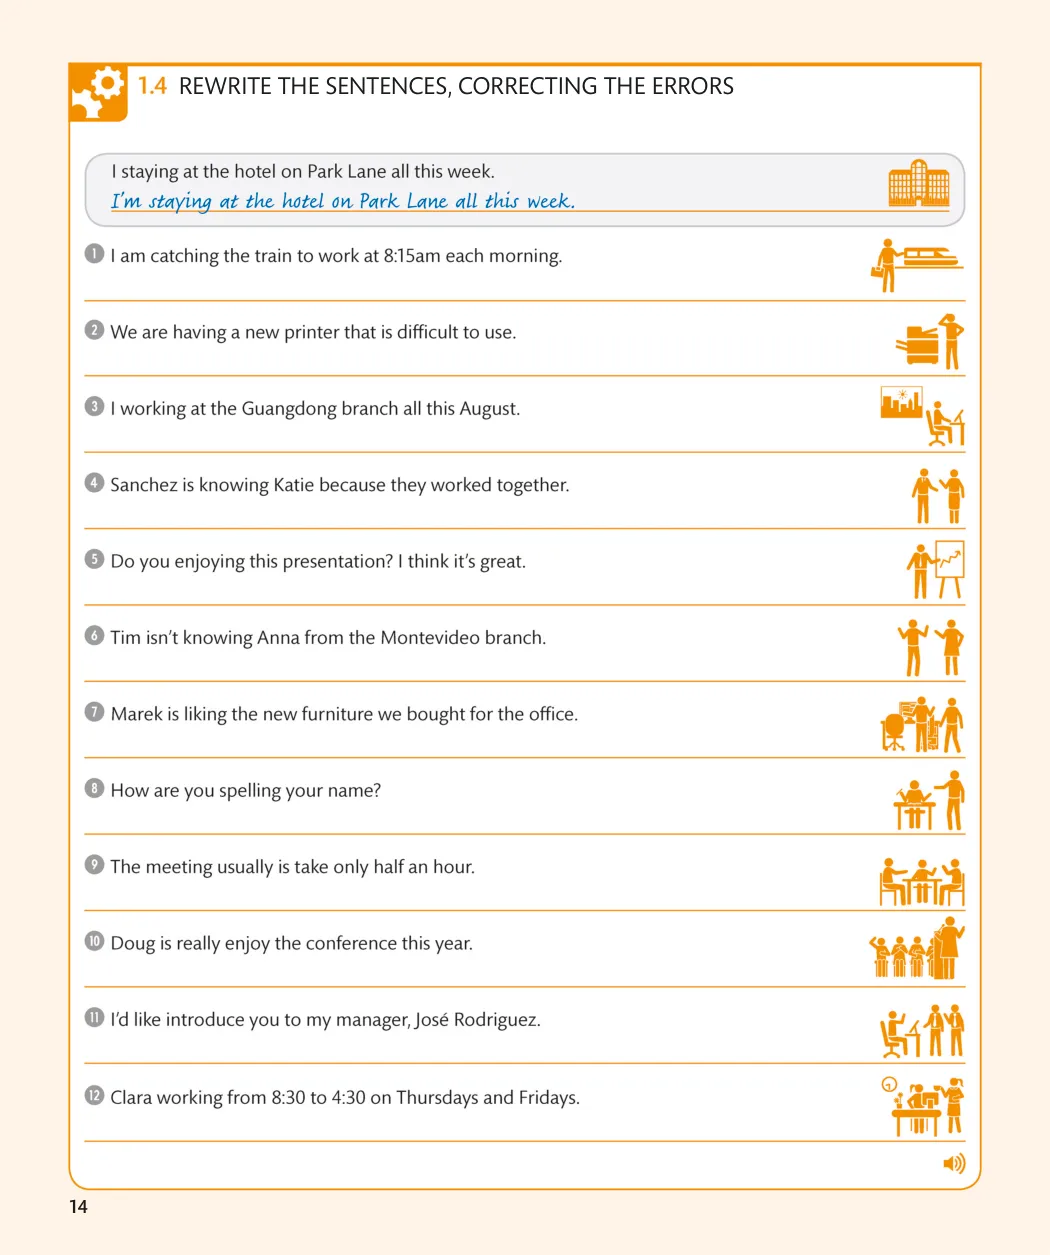 1.4 REWRITE THE SENTENCES, CORRECTING THE ERRORS
I staying at the hotel on Park Lane all this week.
I'm staying at the hotel on Park Lane all this week.
1 I am catching the train to work at 8:15am each morning.
2 We are having a new printer that is difficult to use.
3 I working at the Guangdong branch all this August.
4 Sanchez is knowing Katie because they worked together.
5 Do you enjoying this presentation? I think it's great.
6 Tim isn't knowing Anna from the Montevideo branch.
7 Marek is liking the new furniture we bought for the office.
8 How are you spelling your name?
9 The meeting usually is take only half an hour.
10 Doug is really enjoy the conference this year.
11 I'd like introduce you to my manager, José Rodriguez.
12 Clara working from 8:30 to 4:30 on Thursdays and Fridays.
14